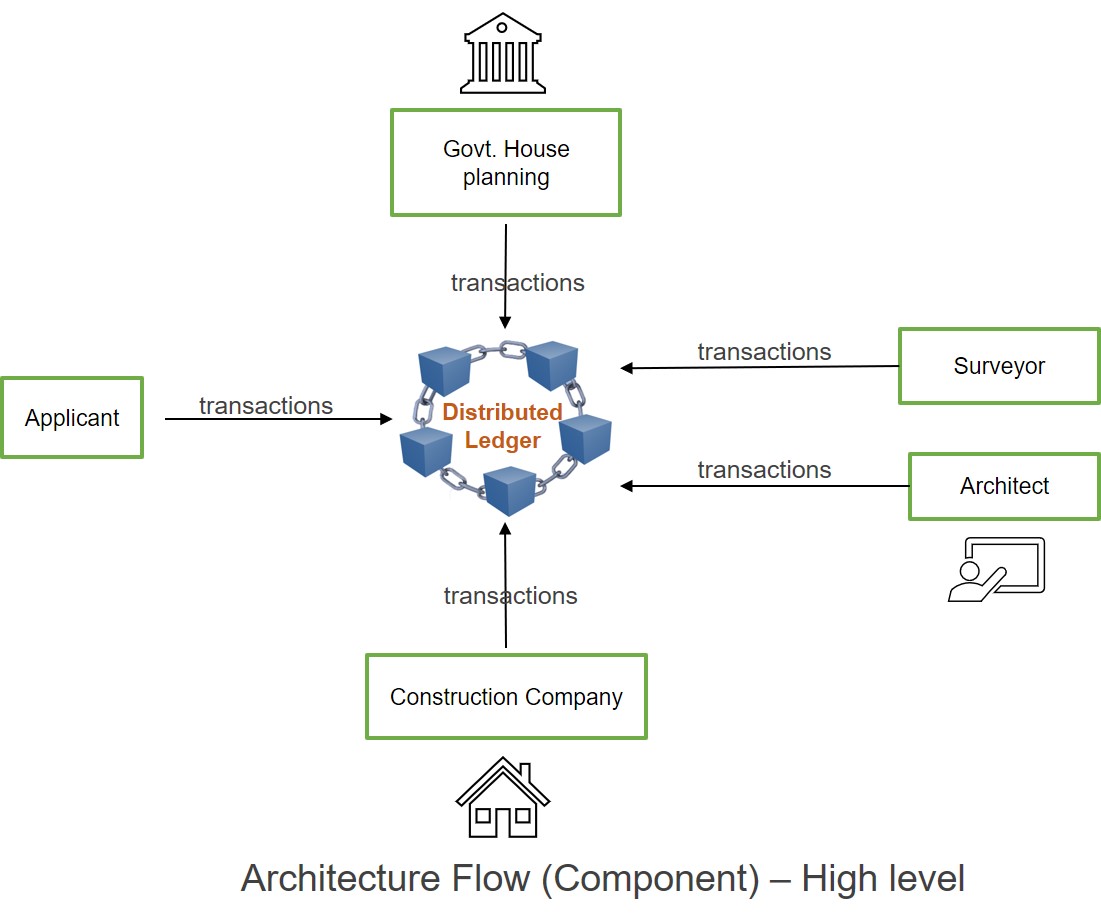 Govt. House
planning
transactions
transactions
Surveyor
Applicant
transactions
Distributed
Ledger
transactions
Architect
transactions
Construction Company
Architecture Flow (Component) – High level